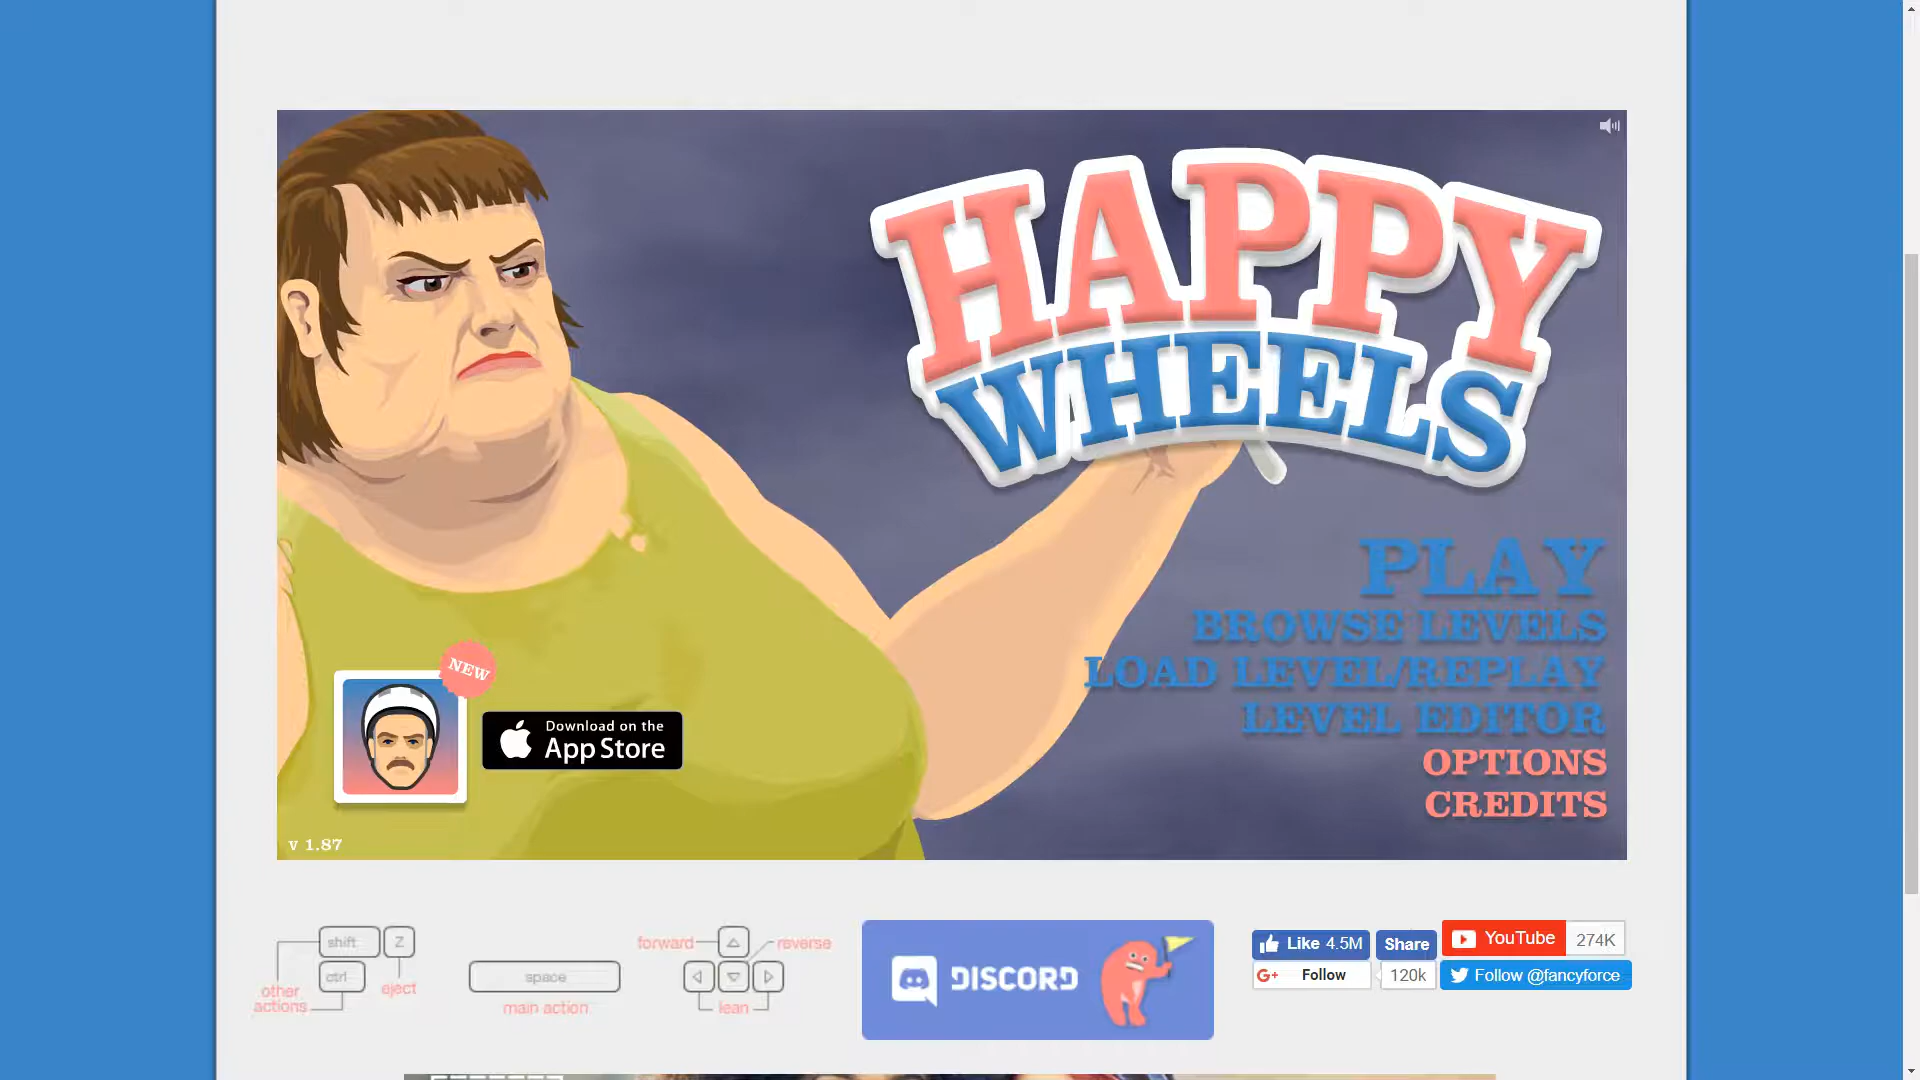 HAPPY
WHEELS
PLAY
BROWSE LEVELS
LOAD LEVEL/REPLAY
LEVEL EDITOR
OPTIONS
CREDITS
NEW
Download on the
App Store
v 1.87
shift
Z
ctrl
other
actions
eject
space
main action
forward
reverse
lean
DISCORD
Like 4.5M
Share
YouTube
274K
G+
Follow
120k
Follow @fancyforce